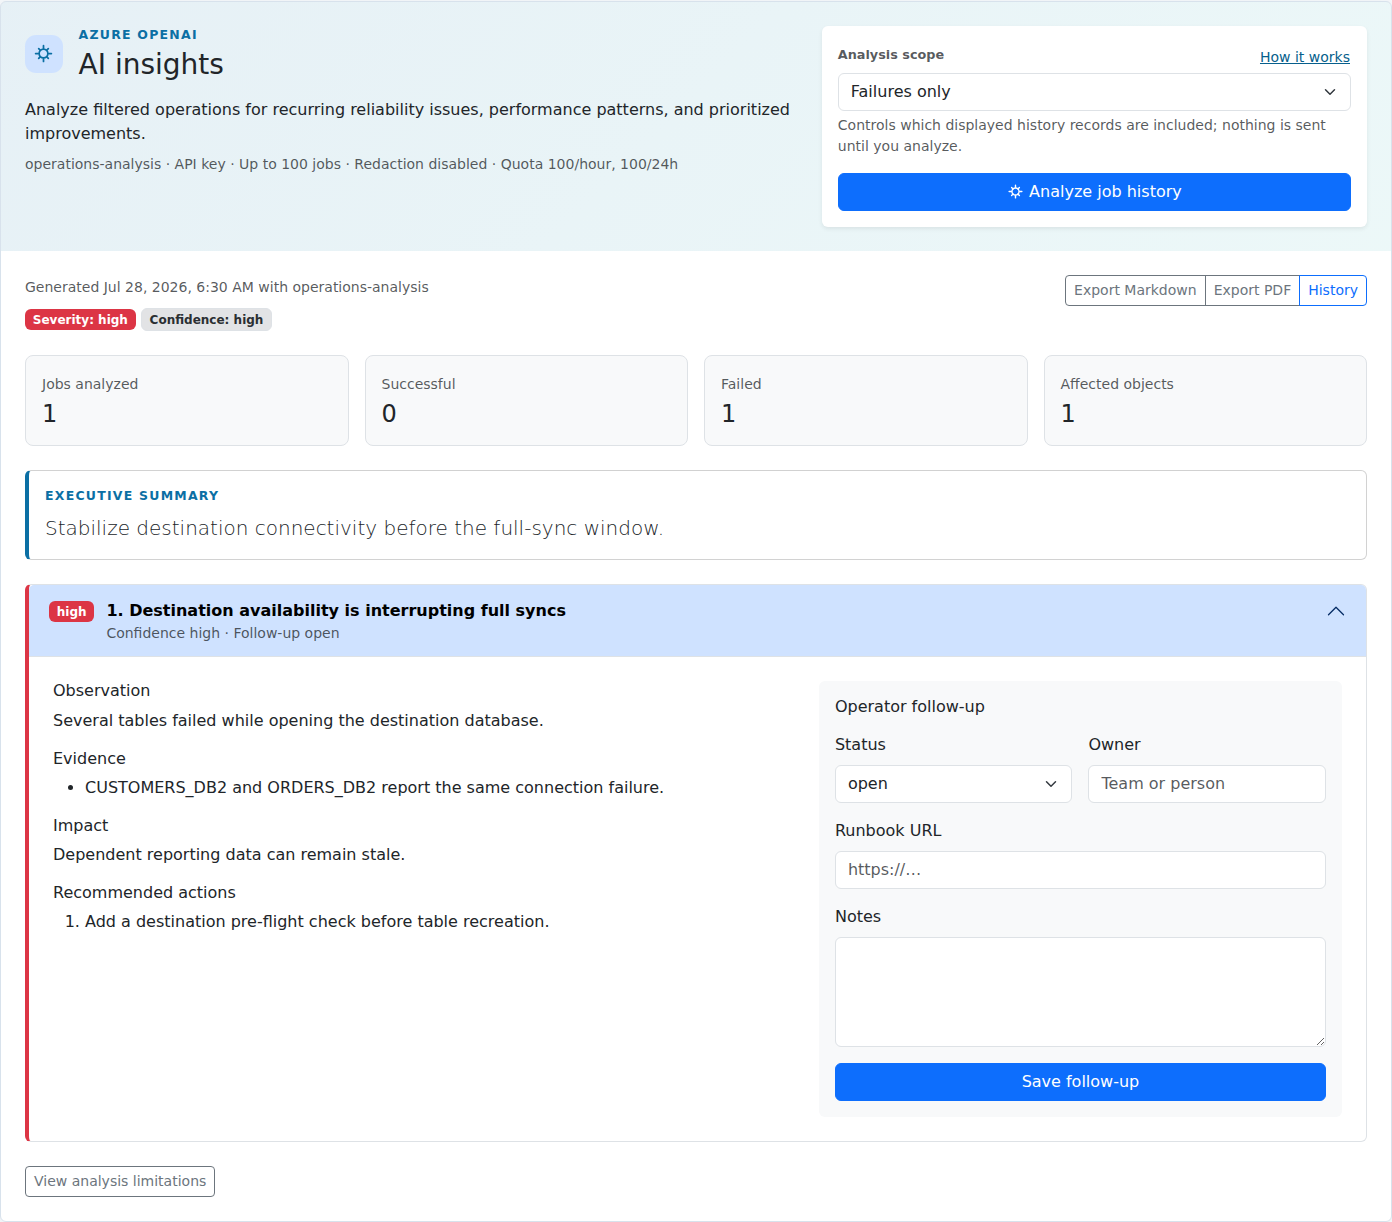 AZURE OPENAI
AI insights
Analyze filtered operations for recurring reliability issues, performance patterns, and prioritized
improvements.
operations-analysis · API key · Up to 100 jobs · Redaction disabled · Quota 100/hour, 100/24h
Analysis scope
How it works
Failures only
Controls which displayed history records are included; nothing is sent
until you analyze.
Analyze job history
Generated Jul 28, 2026, 6:30 AM with operations-analysis
Export Markdown
Export PDF
History
Severity: high
Confidence: high
Jobs analyzed
1
Successful
0
Failed
1
Affected objects
1
EXECUTIVE SUMMARY
Stabilize destination connectivity before the full-sync window.
high
1. Destination availability is interrupting full syncs
Confidence high · Follow-up open
Observation
Several tables failed while opening the destination database.
Evidence
• CUSTOMERS_DB2 and ORDERS_DB2 report the same connection failure.
Impact
Dependent reporting data can remain stale.
Recommended actions
1. Add a destination pre-flight check before table recreation.
Operator follow-up
Status
Owner
open
Team or person
Runbook URL
https://...
Notes
Save follow-up
View analysis limitations